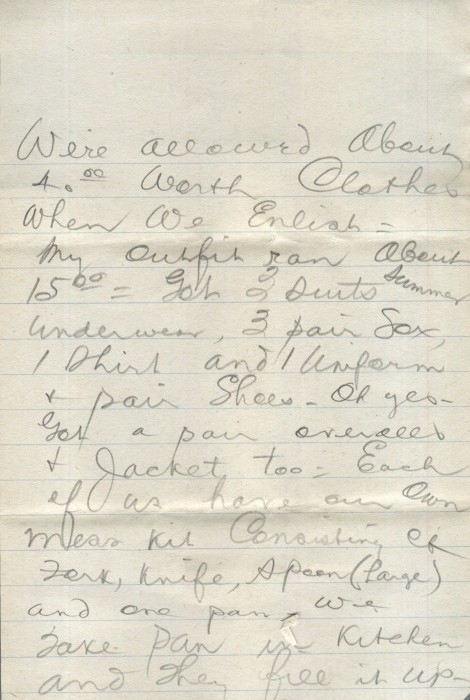 We're allowed About
4.00 Worth Clothes
When We Enlist =
My outfit ran About
15.00 = Got 3 Suits Summer
underwear, 3 pair Sox,
1 Shirt and 1 Uniform
+ pair Shoes - Oh yes -
Got a pair overalls
+ Jacket too = Each
of us have our Own
mess kit Consisting of
Fork, Knife, Spoon (large)
and one pan, We
Take Pan in Kitchen
and They fill it up -